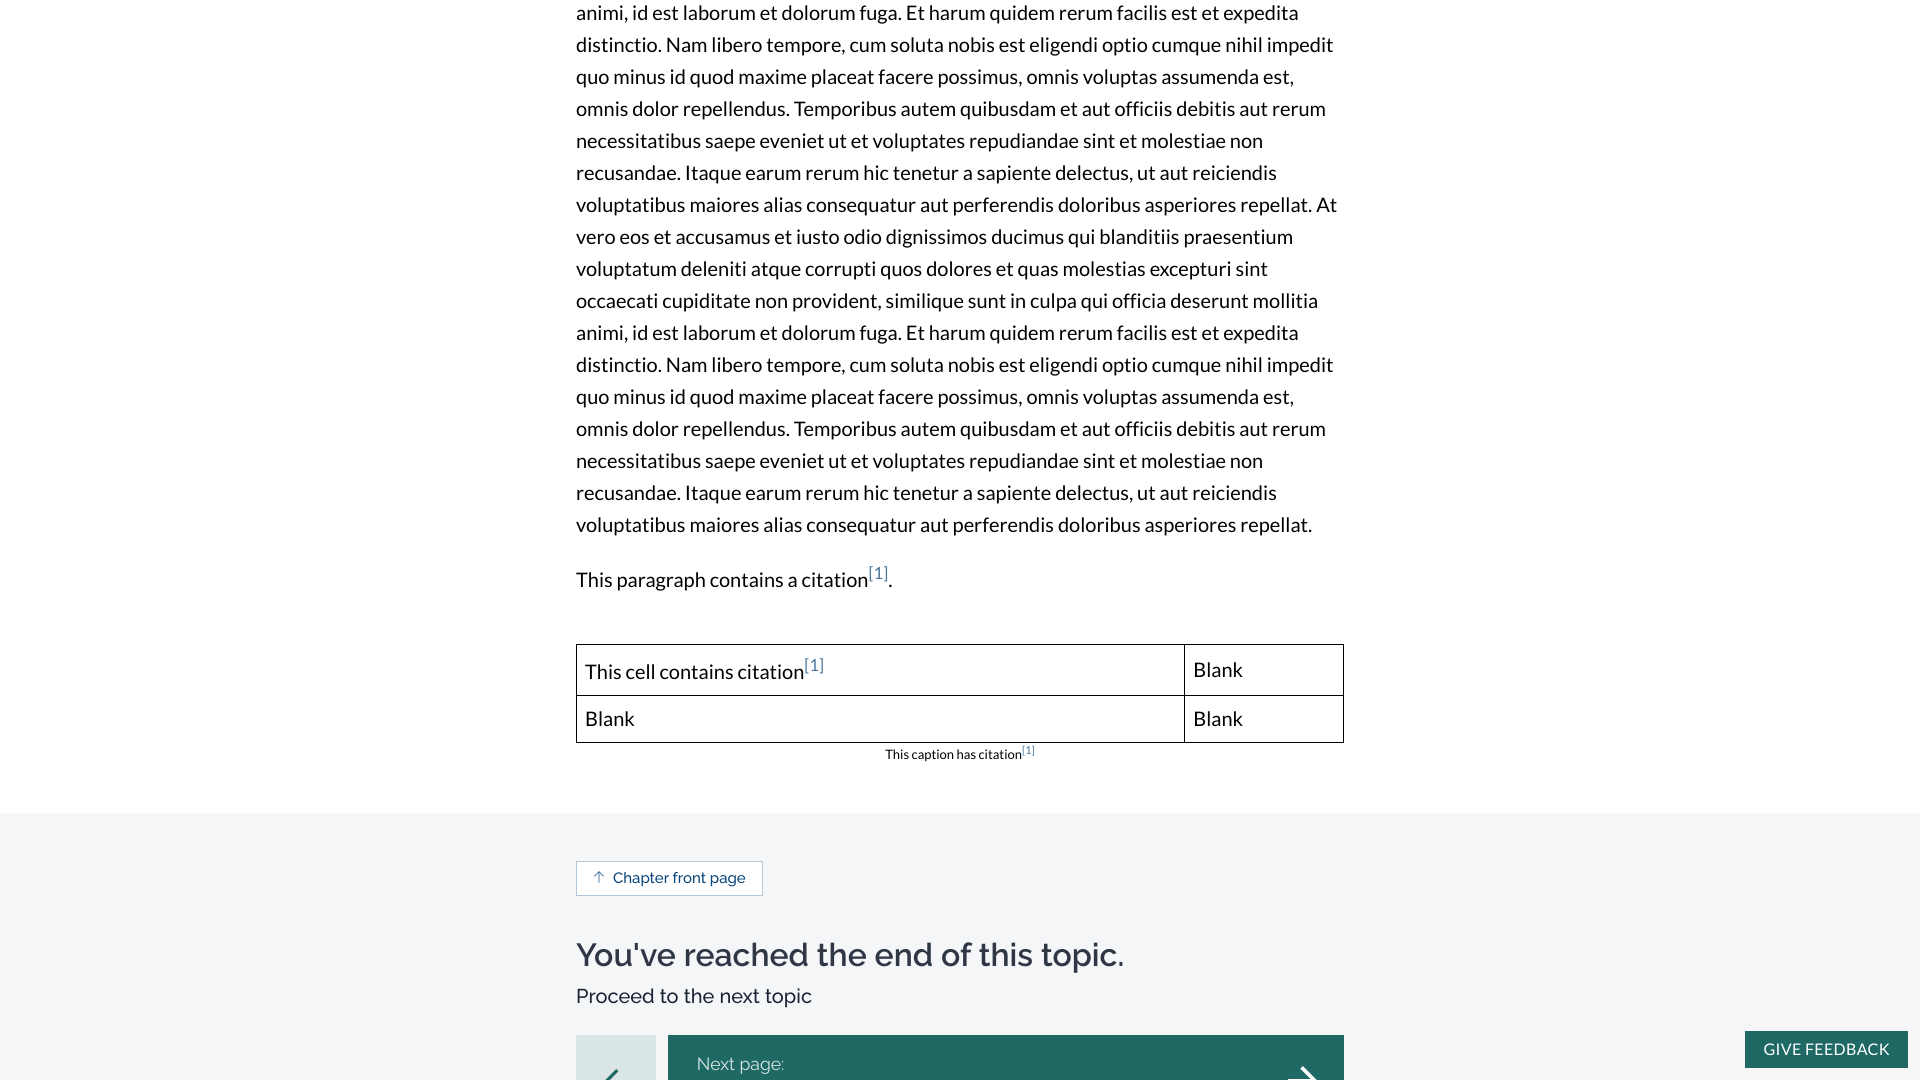 animi, id est laborum et dolorum fuga. Et harum quidem rerum facilis est et expedita
distinctio. Nam libero tempore, cum soluta nobis est eligendi optio cumque nihil impedit
quo minus id quod maxime placeat facere possimus, omnis voluptas assumenda est,
omnis dolor repellendus. Temporibus autem quibusdam et aut officiis debitis aut rerum
necessitatibus saepe eveniet ut et voluptates repudiandae sint et molestiae non
recusandae. Itaque earum rerum hic tenetur a sapiente delectus, ut aut reiciendis
voluptatibus maiores alias consequatur aut perferendis doloribus asperiores repellat. At
vero eos et accusamus et iusto odio dignissimos ducimus qui blanditiis praesentium
voluptatum deleniti atque corrupti quos dolores et quas molestias excepturi sint
occaecati cupiditate non provident, similique sunt in culpa qui officia deserunt mollitia
animi, id est laborum et dolorum fuga. Et harum quidem rerum facilis est et expedita
distinctio. Nam libero tempore, cum soluta nobis est eligendi optio cumque nihil impedit
quo minus id quod maxime placeat facere possimus, omnis voluptas assumenda est,
omnis dolor repellendus. Temporibus autem quibusdam et aut officiis debitis aut rerum
necessitatibus saepe eveniet ut et voluptates repudiandae sint et molestiae non
recusandae. Itaque earum rerum hic tenetur a sapiente delectus, ut aut reiciendis
voluptatibus maiores alias consequatur aut perferendis doloribus asperiores repellat.
This paragraph contains a citation[1].
This cell contains citation[1] Blank
Blank Blank
This caption has citation[1]
Chapter front page
You've reached the end of this topic.
Proceed to the next topic
Next page:
GIVE FEEDBACK